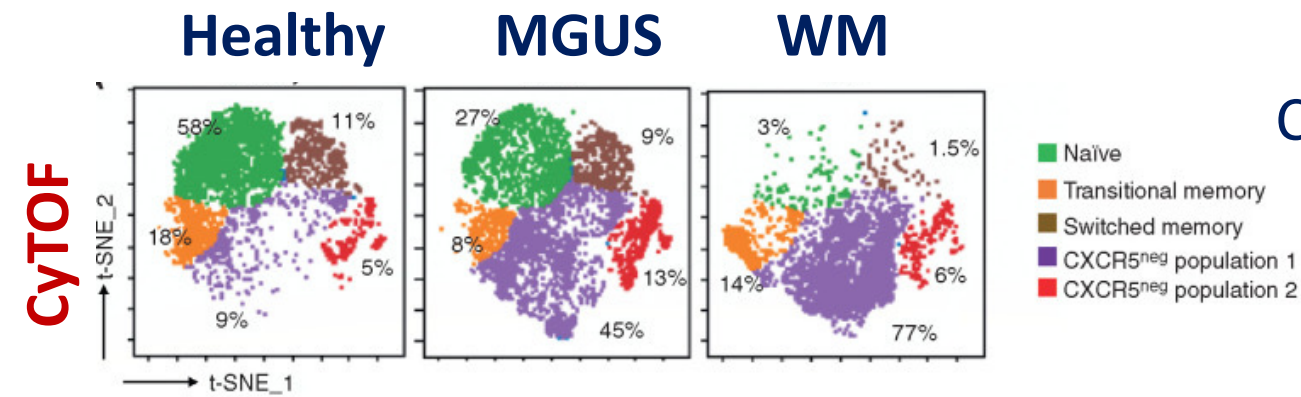 Healthy MGUS WM
CyTOF
t-SNE_2
58% 11%
18%
5%
9%
27%
9%
8%
13%
45%
3%
1.5%
14%
6%
77%
t-SNE_1
Naïve
Transitional memory
Switched memory
CXCR5neg population 1
CXCR5neg population 2